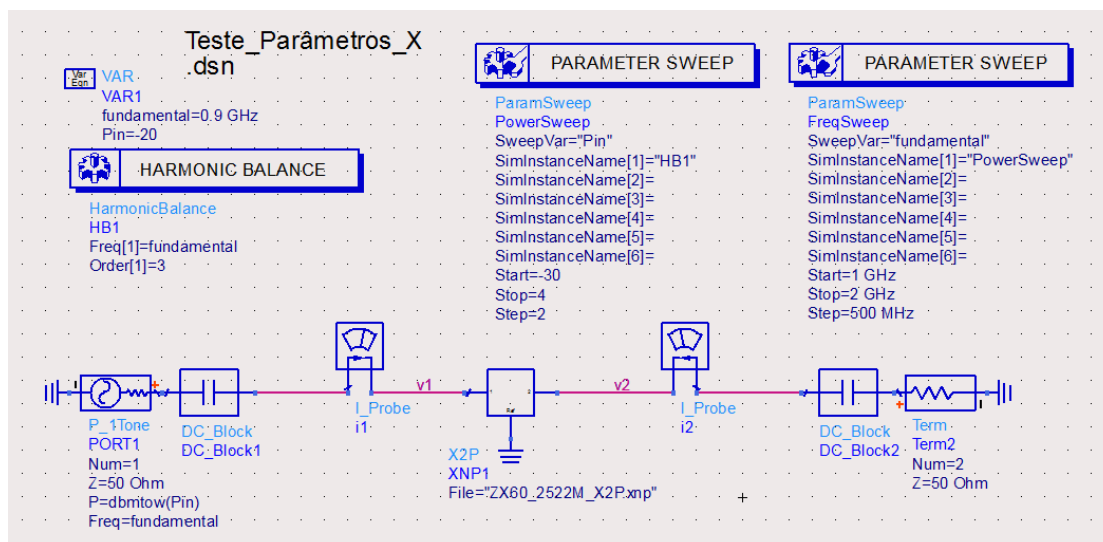 Teste_Parâmetros_X
.dsn
Var
Eqn
VAR
VAR1
fundamental=0.9 GHz
Pin=-20
HARMONIC BALANCE
HarmonicBalance
HB1
Freq[1]=fundamental
Order[1]=3
PARAMETER SWEEP
ParamSweep
PowerSweep
SweepVar="Pin"
SimInstanceName[1]="HB1"
SimInstanceName[2]=
SimInstanceName[3]=
SimInstanceName[4]=
SimInstanceName[5]=
SimInstanceName[6]=
Start=-30
Stop=4
Step=2
PARAMETER SWEEP
ParamSweep
FreqSweep
SweepVar="fundamental"
SimInstanceName[1]="PowerSweep"
SimInstanceName[2]=
SimInstanceName[3]=
SimInstanceName[4]=
SimInstanceName[5]=
SimInstanceName[6]=
Start=1 GHz
Stop=2 GHz
Step=500 MHz
P_1Tone
PORT1
Num=1
Z=50 Ohm
P=dbmtow(Pin)
Freq=fundamental
DC_Block
DC_Block1
I_Probe
i1
v1
1
2
Ref
X2P
XNP1
File="ZX60_2522M_X2P.xnp"
v2
I_Probe
i2
DC_Block
DC_Block2
Term
Term2
Num=2
Z=50 Ohm